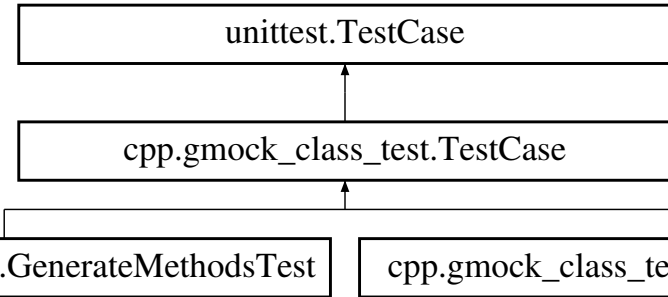 unittest.TestCase
cpp.gmock_class_test.TestCase
.GenerateMethodsTest
cpp.gmock_class_te